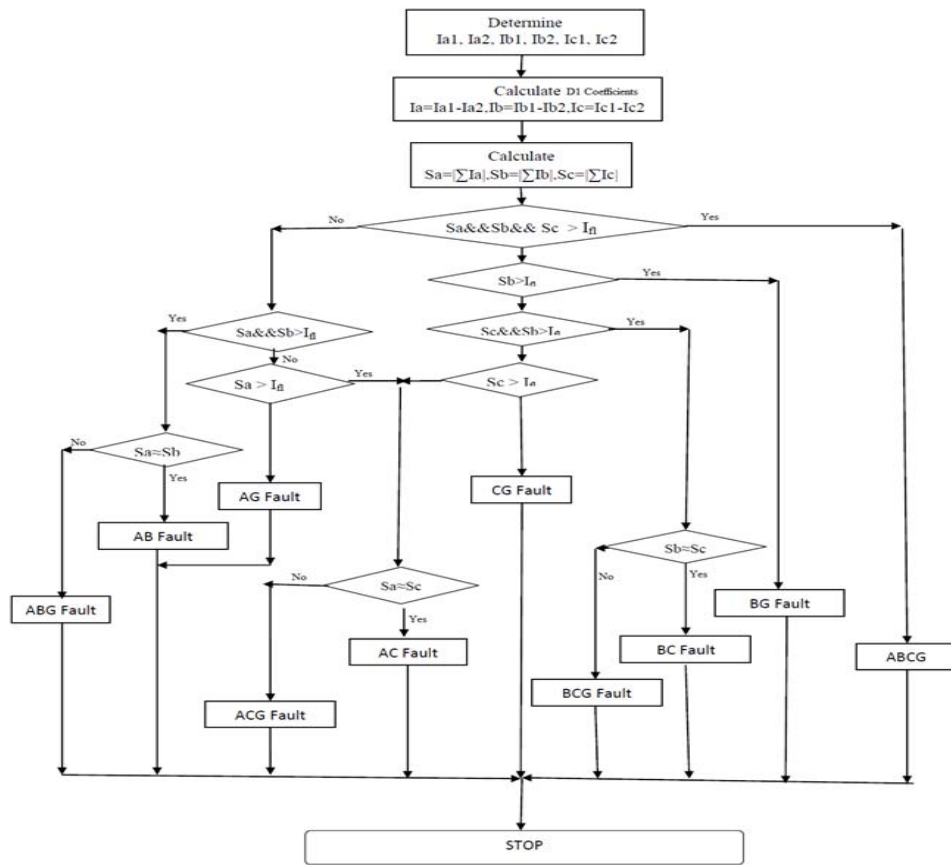 Determine
Ia1, Ia2, Ib1, Ib2, Ic1, Ic2
Calculate D1 Coefficients
Ia=Ia1-Ia2,Ib=Ib1-Ib2,Ic=Ic1-Ic2
Calculate
Sa=|∑Ia|,Sb=|∑Ib|,Sc=|∑Ic|
No
Sa&&Sb&& Sc > Ifl
Yes
Sb>Ifl
Yes
Yes
Sa&&Sb>Ifl
Sc&&Sb>Ifl
Yes
No
Sa > Ifl
Yes
Sc > Ifl
No
Sa≈Sb
Yes
AG Fault
CG Fault
AB Fault
Sb≈Sc
No
Sa≈Sc
No
Yes
ABG Fault
BG Fault
Yes
AC Fault
BC Fault
ABCG
BCG Fault
ACG Fault
STOP